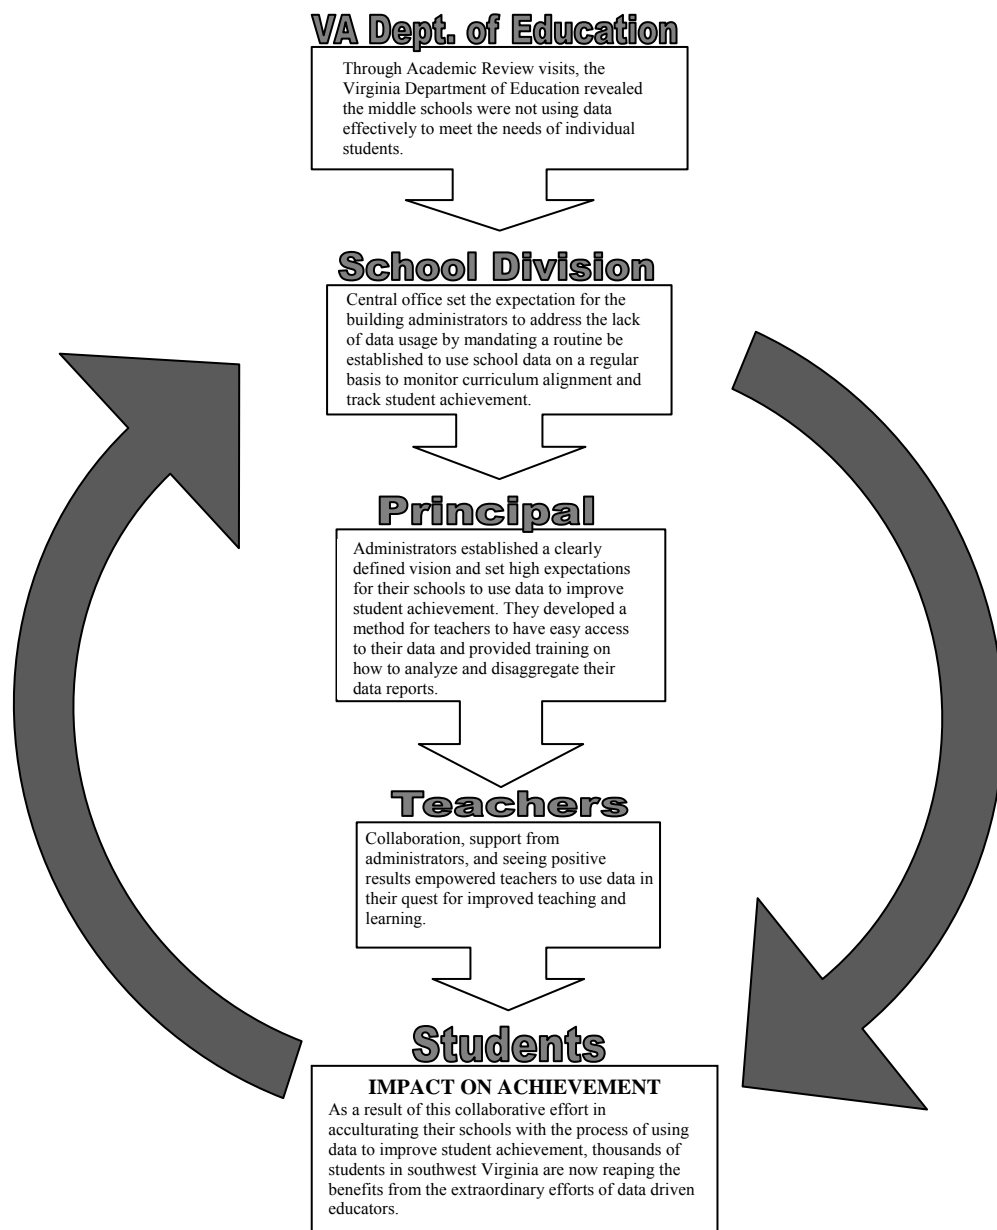 VA Dept. of Education
Through Academic Review visits, the
Virginia Department of Education revealed
the middle schools were not using data
effectively to meet the needs of individual
students.
School Division
Central office set the expectation for the
building administrators to address the lack
of data usage by mandating a routine be
established to use school data on a regular
basis to monitor curriculum alignment and
track student achievement.
Principal
Administrators established a clearly
defined vision and set high expectations
for their schools to use data to improve
student achievement. They developed a
method for teachers to have easy access
to their data and provided training on
how to analyze and disaggregate their
data reports.
Teachers
Collaboration, support from
administrators, and seeing positive
results empowered teachers to use data in
their quest for improved teaching and
learning.
Students
IMPACT ON ACHIEVEMENT
As a result of this collaborative effort in
acculturating their schools with the process of using
data to improve student achievement, thousands of
students in southwest Virginia are now reaping the
benefits from the extraordinary efforts of data driven
educators.